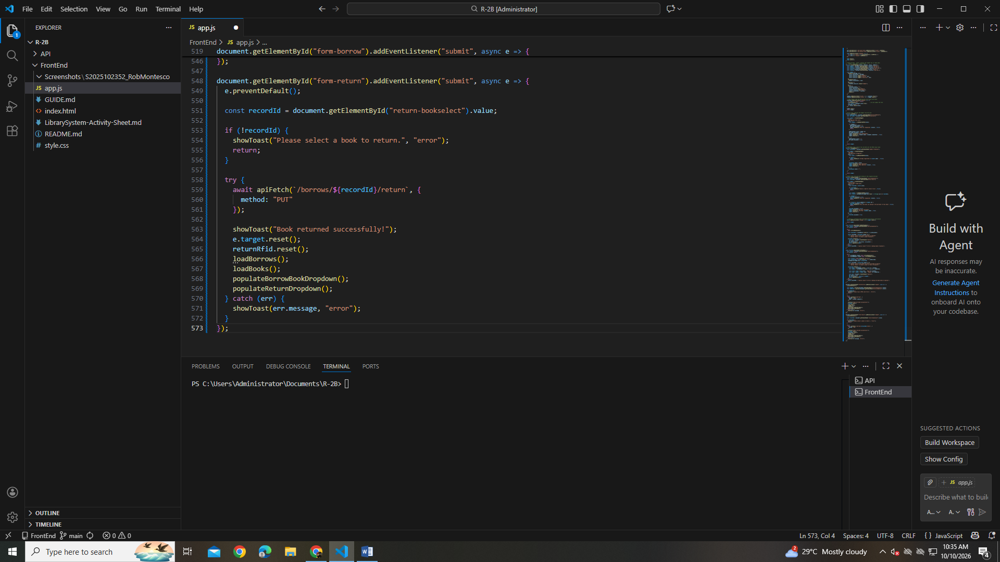 File Edit Selection View Go Run Terminal Help
R-2B [Administrator]
EXPLORER
R-2B
API
FrontEnd
Screenshots \ S2025102352_RobMontesco
JS app.js
GUIDE.md
index.html
LibrarySystem-Activity-Sheet.md
README.md
style.css
OUTLINE
TIMELINE
JS app.js
FrontEnd > JS app.js > ...
519 document.getElementById("form-borrow").addEventListener("submit", async e => {
546 });
547
548 document.getElementById("form-return").addEventListener("submit", async e => {
549 e.preventDefault();
550
551 const recordId = document.getElementById("return-bookselect").value;
552
553 if (!recordId) {
554 showToast("Please select a book to return.", "error");
555 return;
556 }
557
558 try {
559 await apiFetch(`/borrows/${recordId}/return`, {
560 method: "PUT"
561 });
562
563 showToast("Book returned successfully!");
564 e.target.reset();
565 returnRfid.reset();
566 loadBorrows();
567 loadBooks();
568 populateBorrowBookDropdown();
569 populateReturnDropdown();
570 } catch (err) {
571 showToast(err.message, "error");
572 }
573 });
PROBLEMS OUTPUT DEBUG CONSOLE TERMINAL PORTS
PS C:\Users\Administrator\Documents\R-2B>
API
FrontEnd
Build with
Agent
AI responses may
be inaccurate.
Generate Agent
Instructions to
onboard AI onto
your codebase.
SUGGESTED ACTIONS
Build Workspace
Show Config
+ JS app.js
Describe what to buil
A... A.
1
FrontEnd main 0 0
Ln 573, Col 4 Spaces: 4 UTF-8 CRLF { } JavaScript
Type here to search
2
29°C Mostly cloudy
10:35 AM
10/10/2026
4